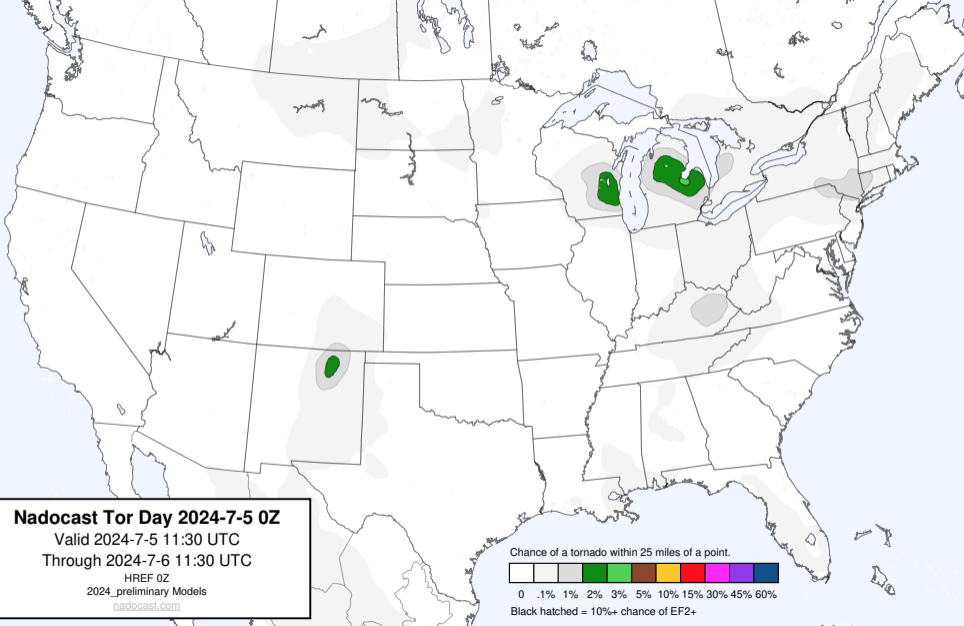 Nadocast Tor Day 2024-7-5 0Z
Valid 2024-7-5 11:30 UTC
Through 2024-7-6 11:30 UTC
HREF 0Z
2024_preliminary Models
nadocast.com
Chance of a tornado within 25 miles of a point.
0 .1% 1% 2% 3% 5% 10% 15% 30% 45% 60%
Black hatched = 10%+ chance of EF2+